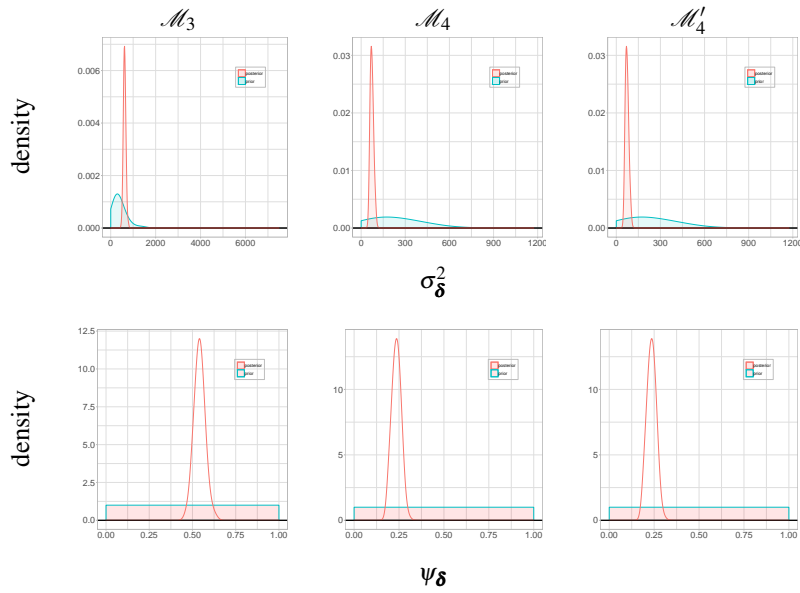 ℳ3 ℳ4 ℳ′4
density
0.006 0.004 0.002 0.000
posterior
prior
0 2000 4000 6000
0.03 0.02 0.01 0.00
posterior
prior
0 300 600 900 1200
0.03 0.02 0.01 0.00
posterior
prior
0 300 600 900 1200
σ²δ
density
12.5 10.0 7.5 5.0 2.5 0.0
posterior
prior
0.00 0.25 0.50 0.75 1.00
10 5 0
posterior
prior
0.00 0.25 0.50 0.75 1.00
10 5 0
posterior
prior
0.00 0.25 0.50 0.75 1.00
ψδ